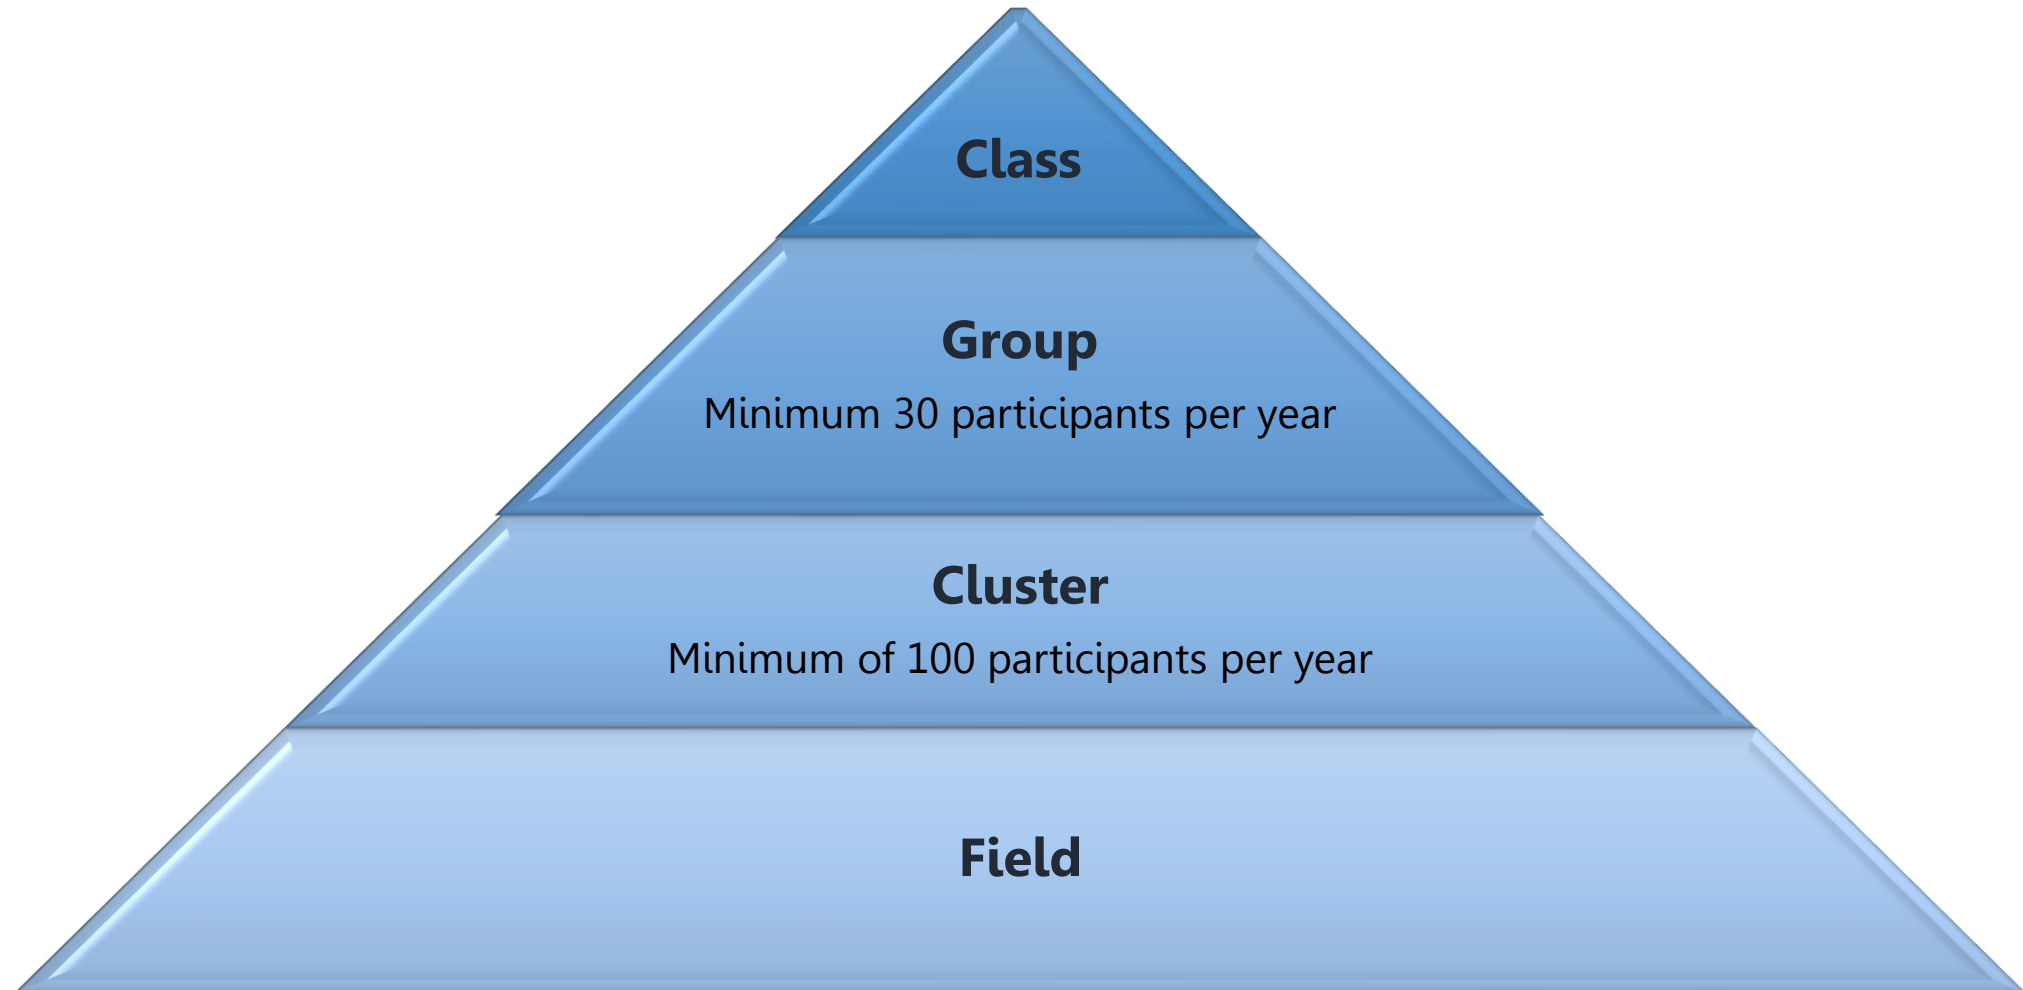 Class
Group
Minimum 30 participants per year
Cluster
Minimum of 100 participants per year
Field